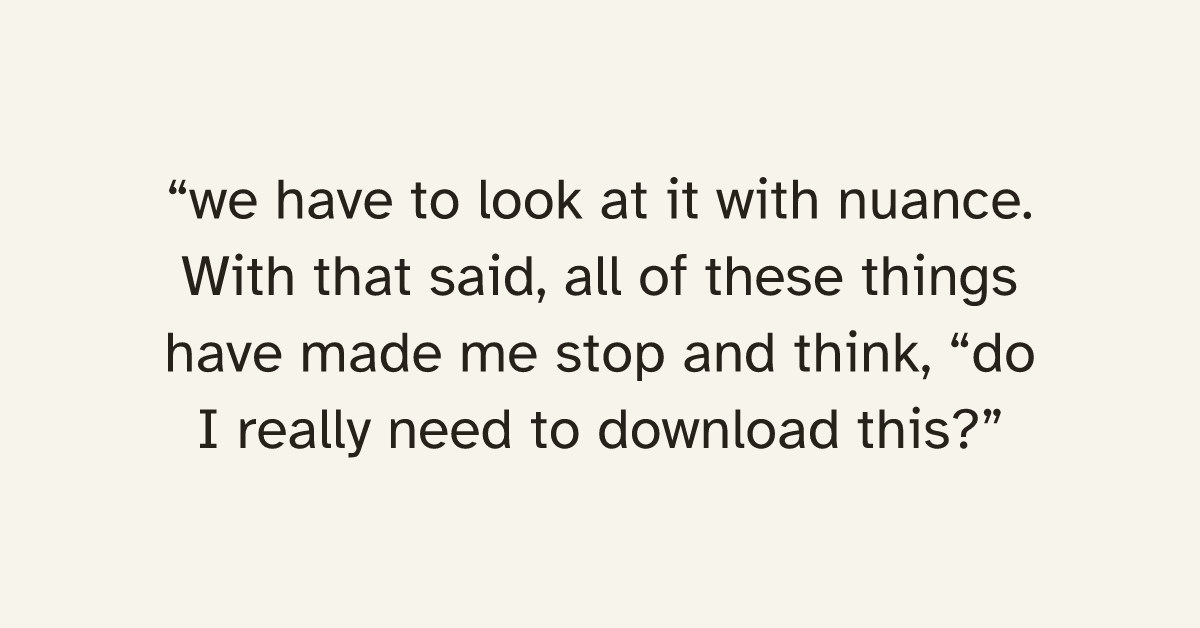 “we have to look at it with nuance.
With that said, all of these things
have made me stop and think, “do
I really need to download this?”